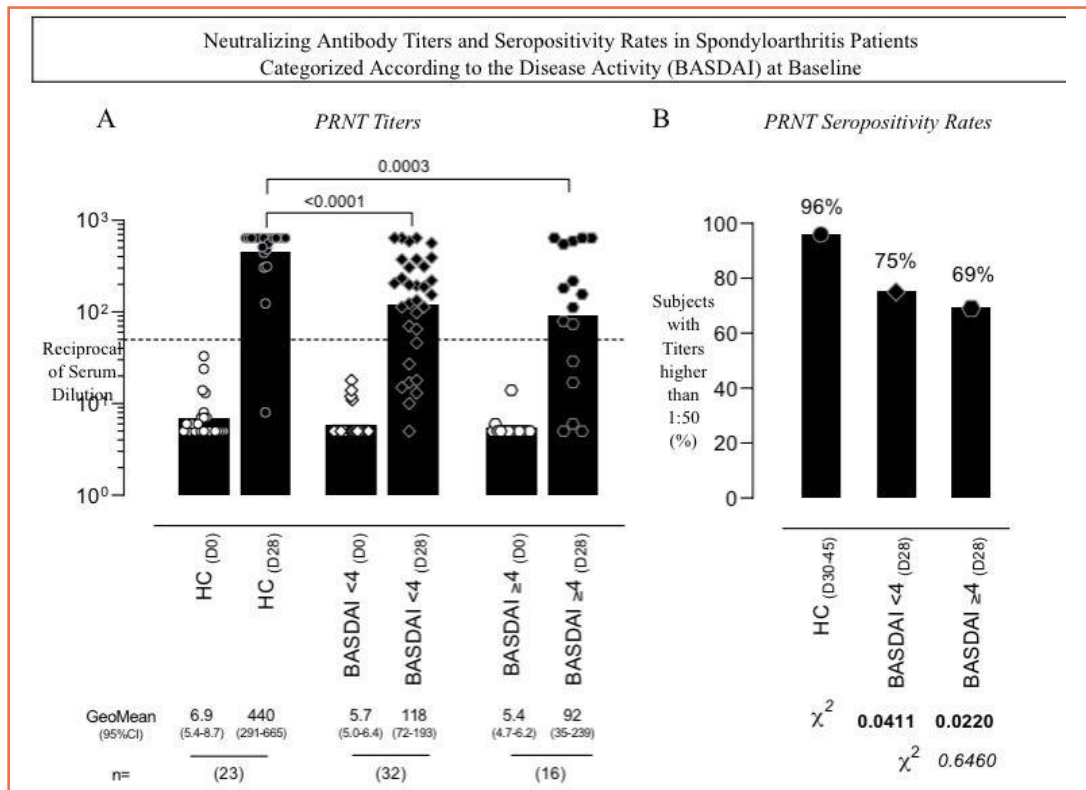 Neutralizing Antibody Titers and Seropositivity Rates in Spondyloarthritis Patients
Categorized According to the Disease Activity (BASDAI) at Baseline
A
PRNT Titers
0.0003
<0.0001
10³
10²
10¹
10⁰
Reciprocal
of Serum
Dilution
HC (D0)
HC (D28)
BASDAI <4 (D0)
BASDAI <4 (D28)
BASDAI ≥4 (D0)
BASDAI ≥4 (D28)
GeoMean 6.9 440 5.7 118 5.4 92
(95%CI) (5.4-8.7) (291-665) (5.0-6.4) (72-193) (4.7-6.2) (35-239)
n= (23) (32) (16)
B
PRNT Seropositivity Rates
96%
75%
69%
100
80
60
40
20
0
Subjects
with
Titers
higher
than
1:50
(%)
HC (D30-45)
BASDAI <4 (D28)
BASDAI ≥4 (D28)
χ² 0.0411 0.0220
χ² 0.6460